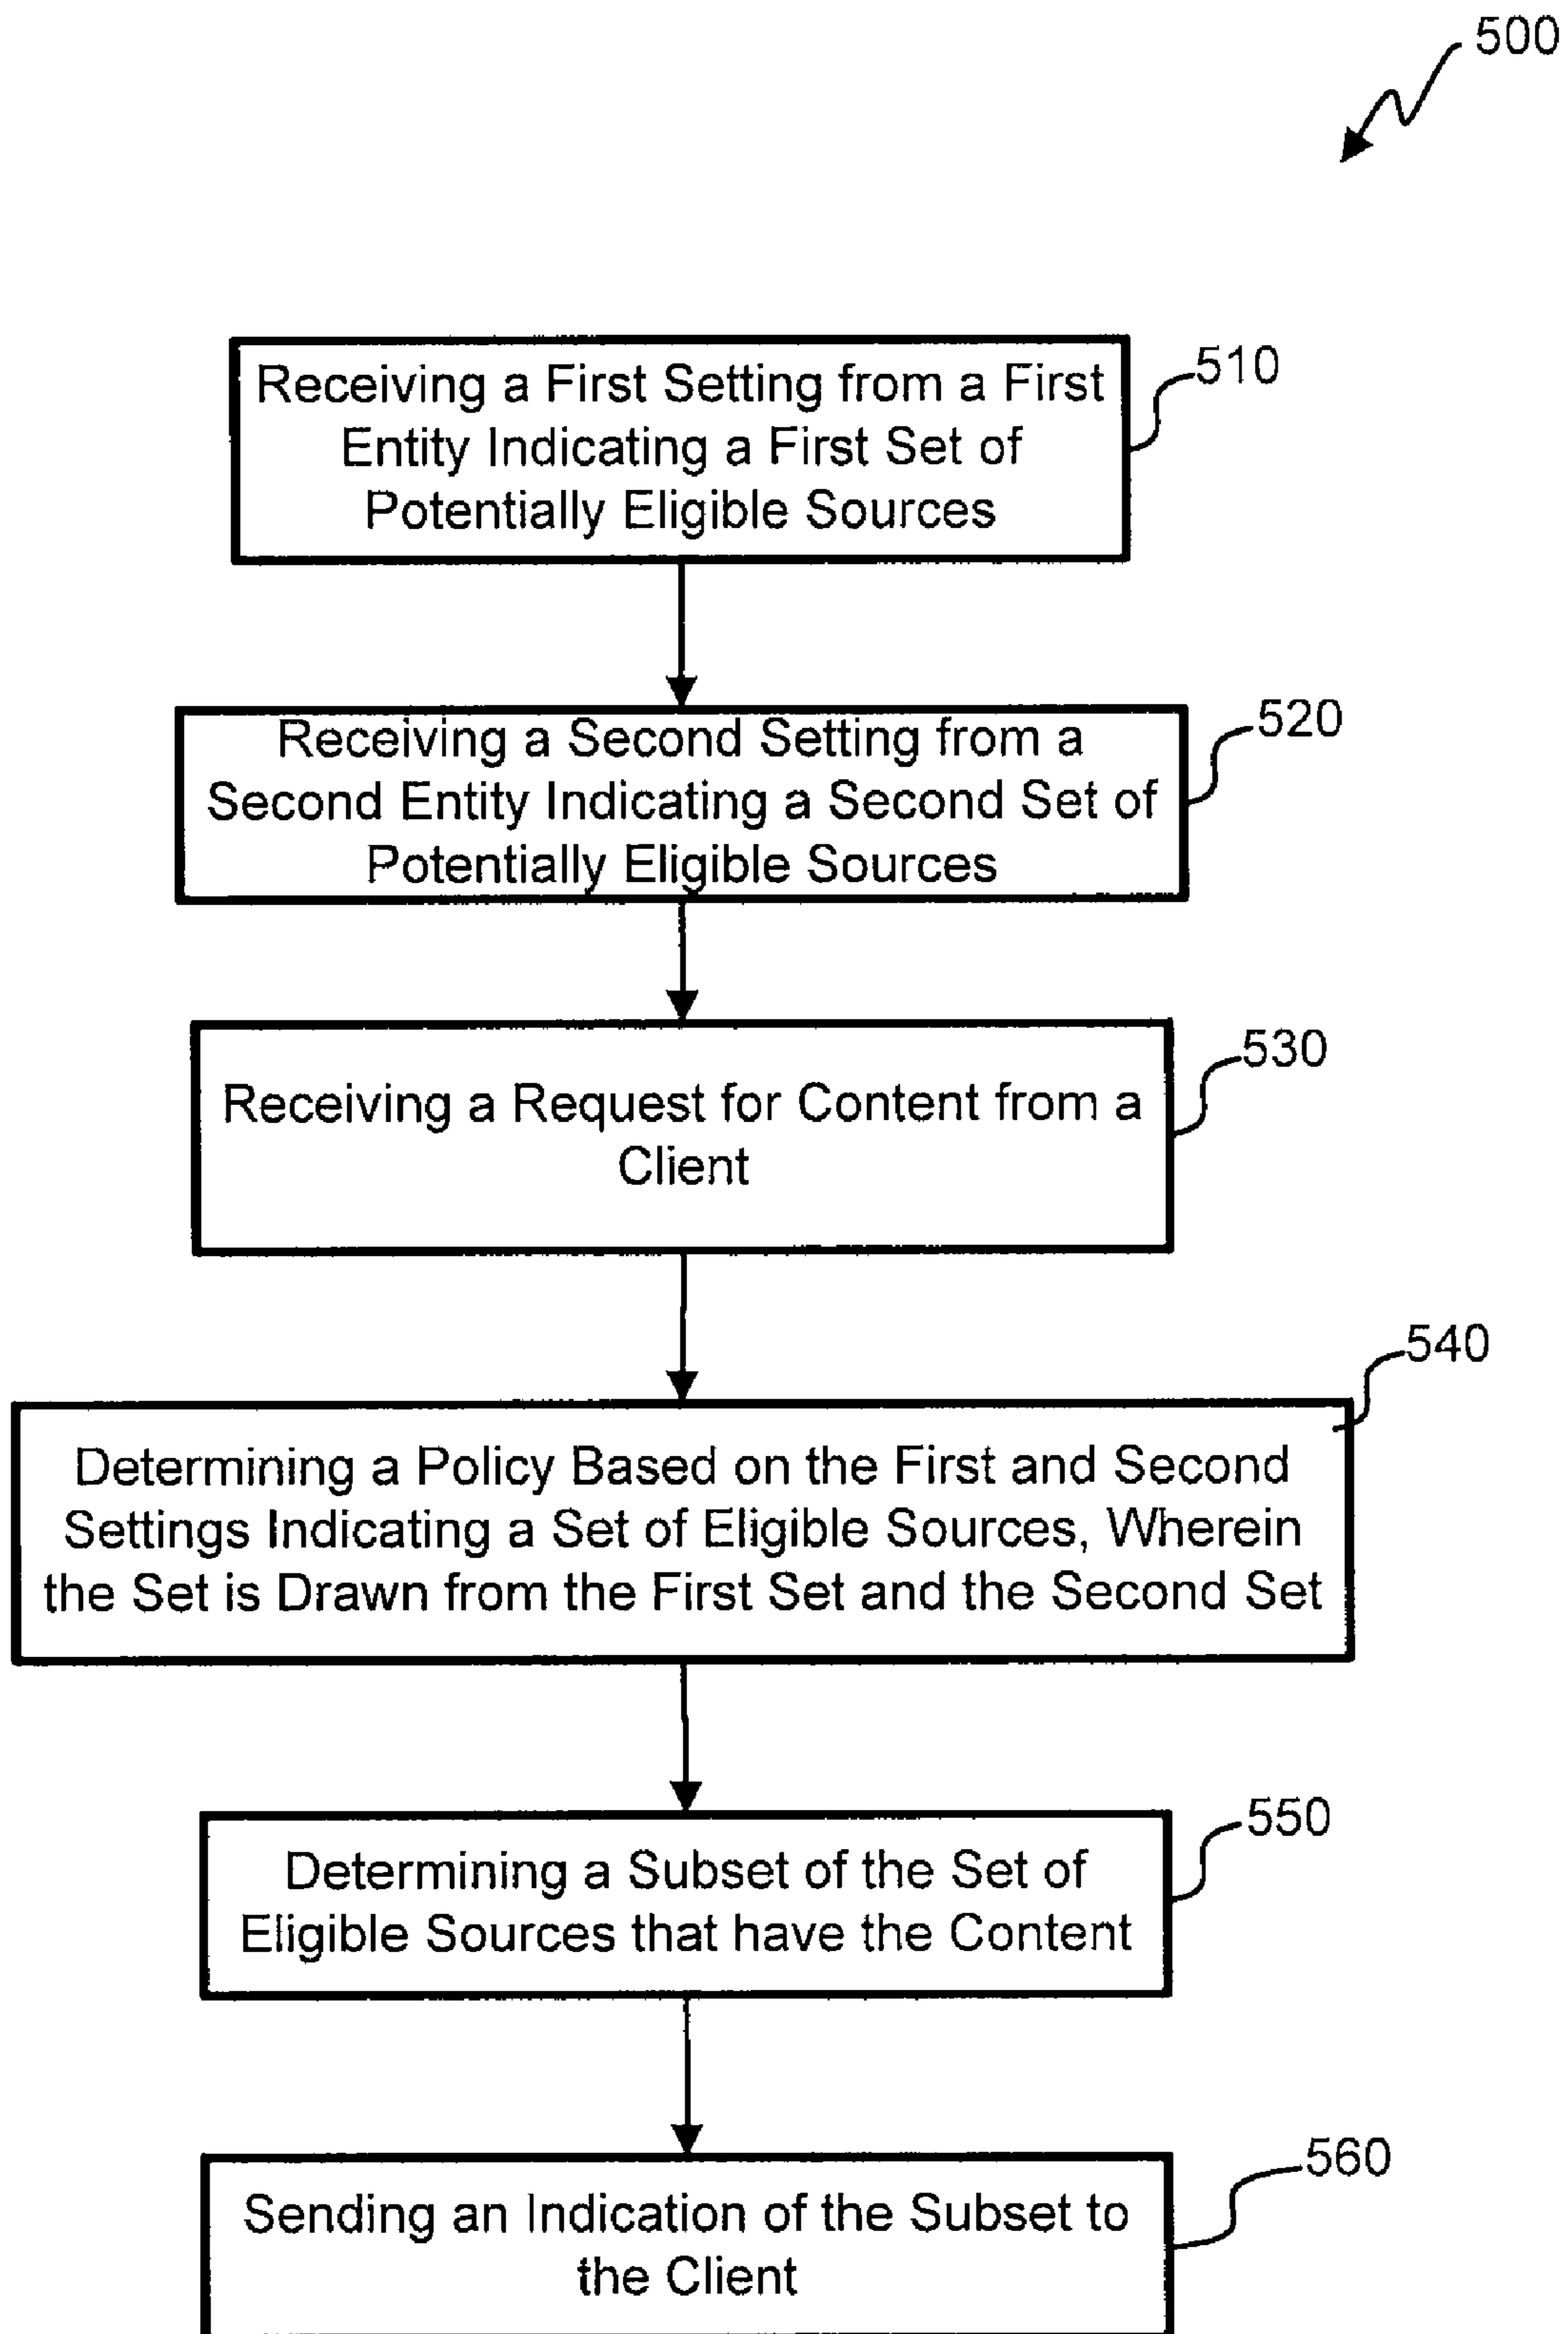 500
Receiving a First Setting from a First
Entity Indicating a First Set of
Potentially Eligible Sources
510
Receiving a Second Setting from a
Second Entity Indicating a Second Set of
Potentially Eligible Sources
520
Receiving a Request for Content from a
Client
530
Determining a Policy Based on the First and Second
Settings Indicating a Set of Eligible Sources, Wherein
the Set is Drawn from the First Set and the Second Set
540
Determining a Subset of the Set of
Eligible Sources that have the Content
550
Sending an Indication of the Subset to
the Client
560